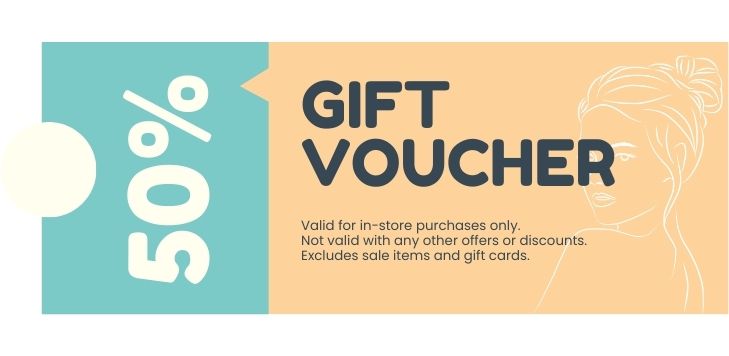 50%
GIFT
VOUCHER
Valid for in-store purchases only.
Not valid with any other offers or discounts.
Excludes sale items and gift cards.